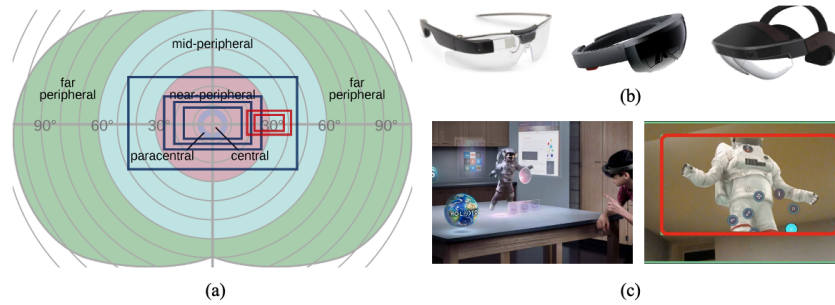 mid-peripheral
far
peripheral
far
peripheral
near-peripheral
90°
60°
30°
30°
60°
90°
paracentral
central
(a)
(b)
(c)